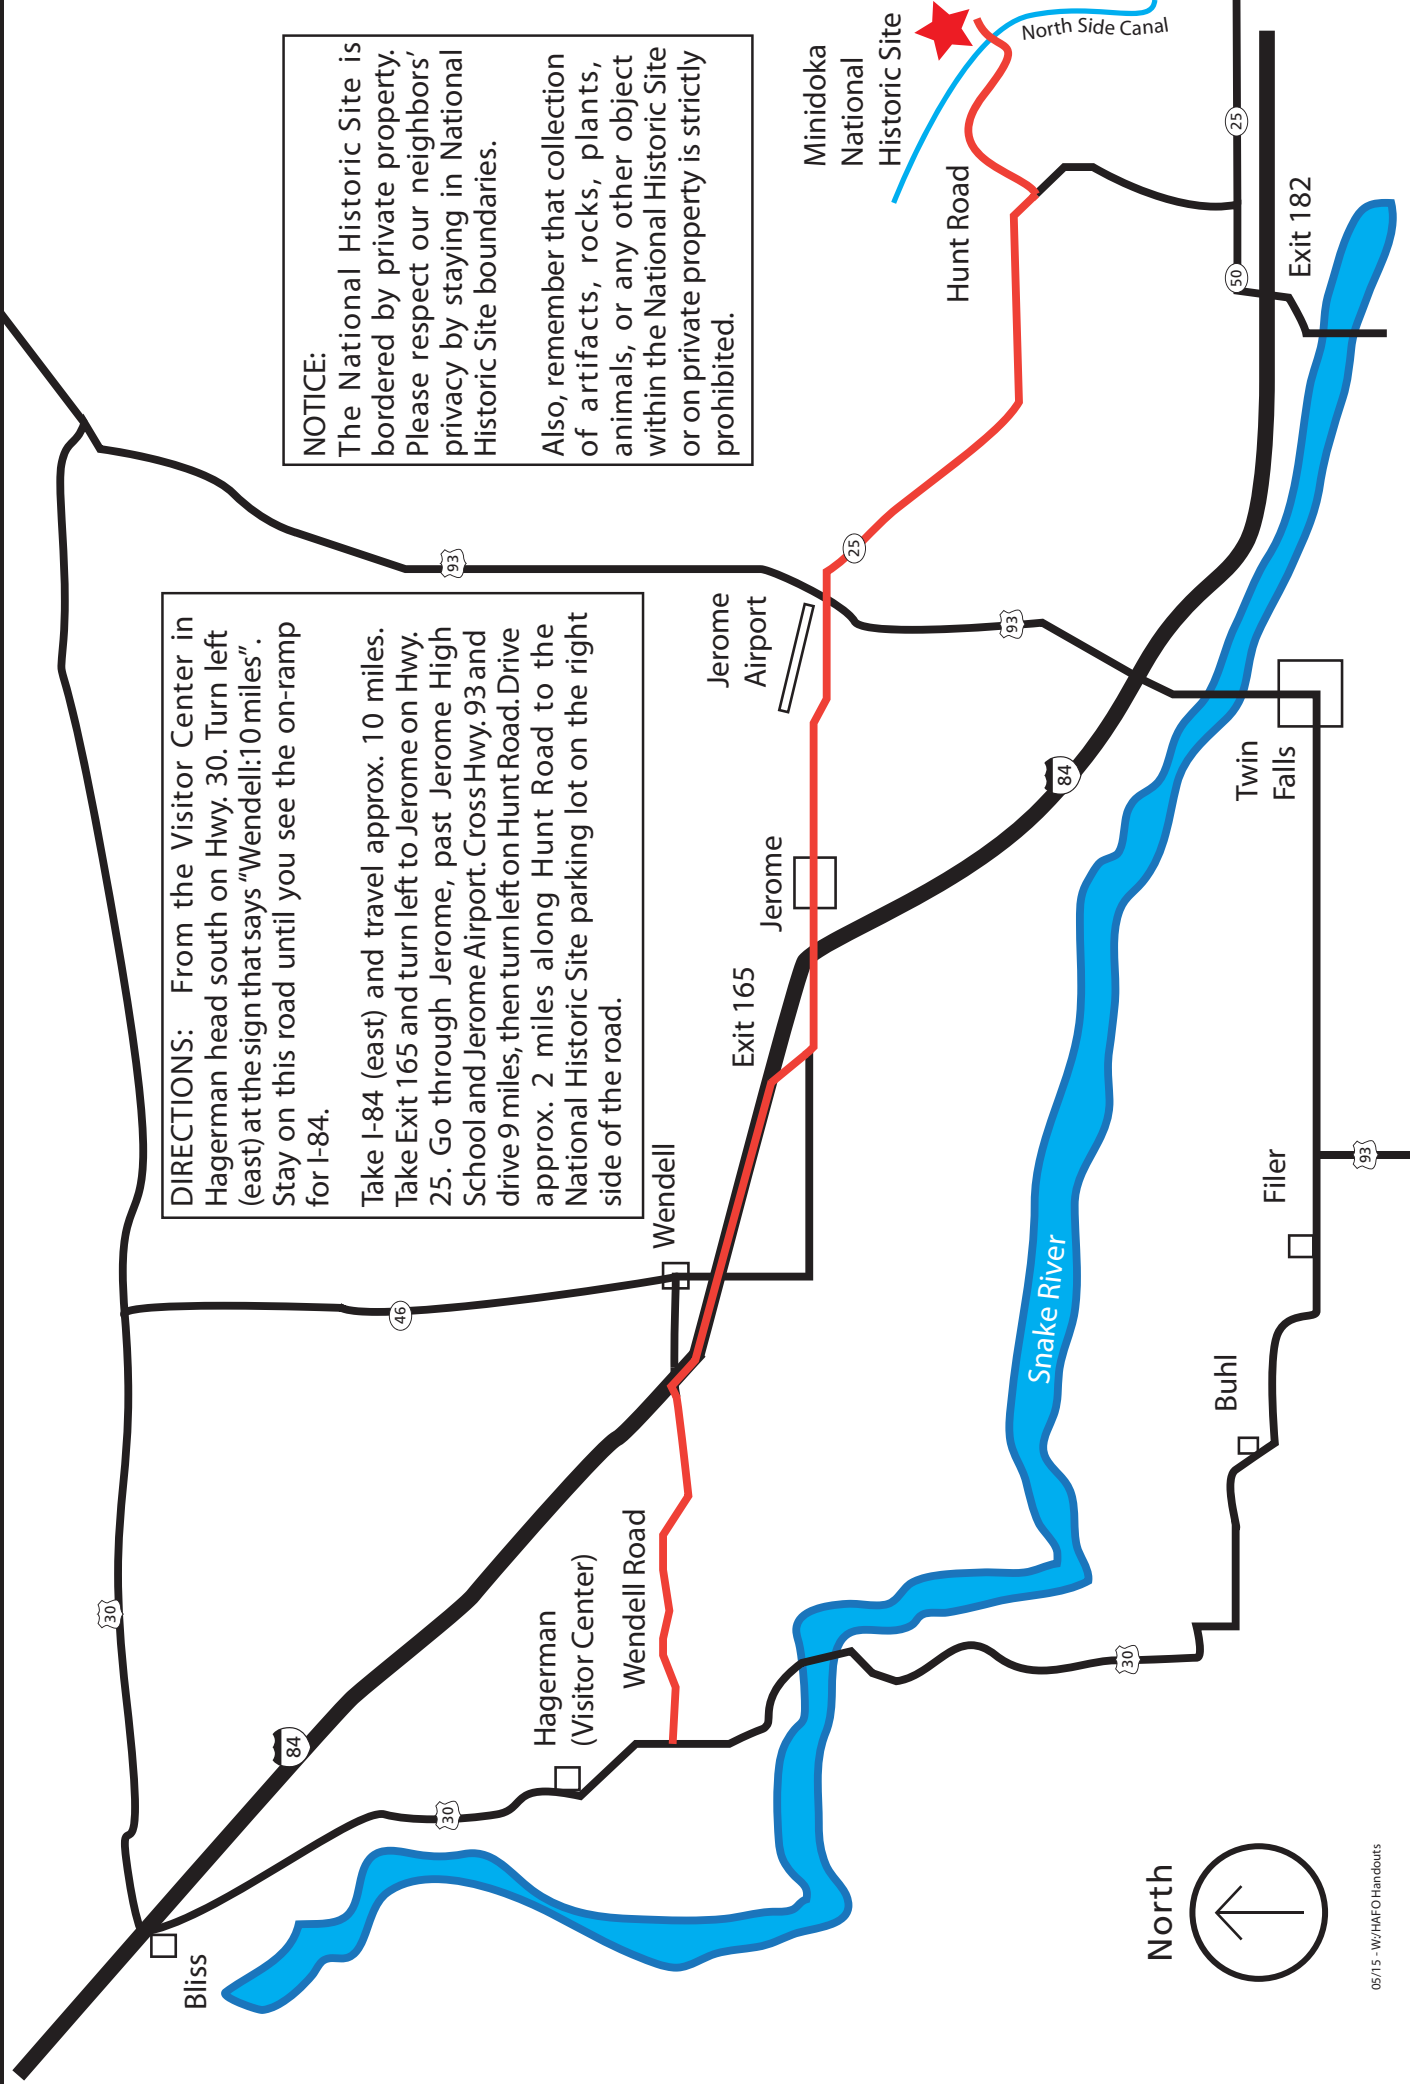 DIRECTIONS: From the Visitor Center in
Hagerman head south on Hwy. 30. Turn left
(east) at the sign that says “Wendell:10 miles”.
Stay on this road until you see the on-ramp
for I-84.
Take I-84 (east) and travel approx. 10 miles.
Take Exit 165 and turn left to Jerome on Hwy.
25. Go through Jerome, past Jerome High
School and Jerome Airport. Cross Hwy. 93 and
drive 9 miles, then turn left on Hunt Road. Drive
approx. 2 miles along Hunt Road to the
National Historic Site parking lot on the right
side of the road.
NOTICE:
The National Historic Site is
bordered by private property.
Please respect our neighbors’
privacy by staying in National
Historic Site boundaries.
Also, remember that collection
of artifacts, rocks, plants,
animals, or any other object
within the National Historic Site
or on private property is strictly
prohibited.
Bliss
30
84
30
46
93
Hagerman
(Visitor Center)
Wendell Road
Wendell
Exit 165
Jerome
Jerome
Airport
25
93
84
Minidoka
National
Historic Site
North Side Canal
Hunt Road
25
50
Exit 182
Snake River
30
Buhl
Filer
93
Twin
Falls
North
05/15 - W:/HAFO Handouts